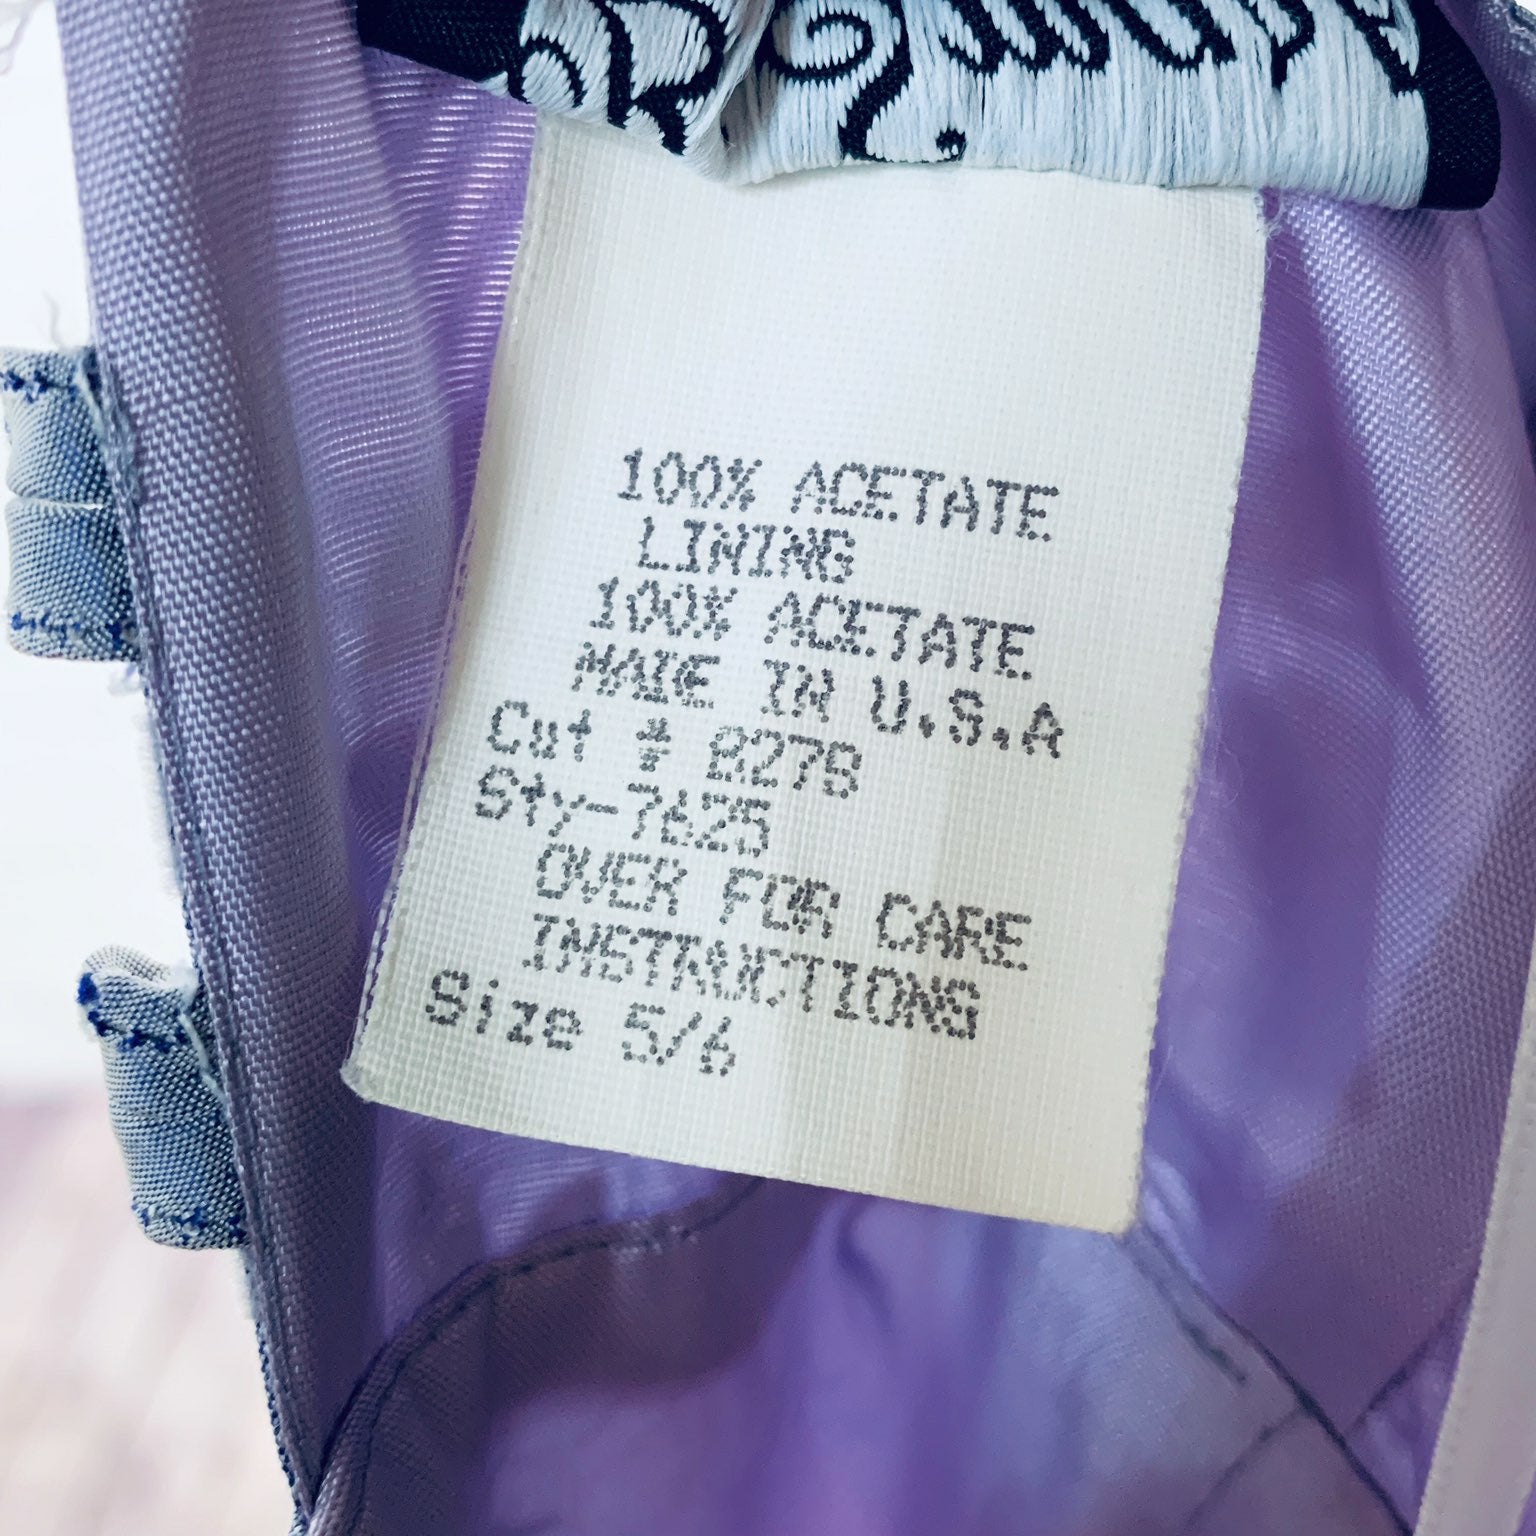 100% ACETATE
LINING
100% ACETATE
MADE IN U.S.A
Cut # 8278
Sty-7625
OVER FOR CARE
INSTRUCTIONS
Size 5/6